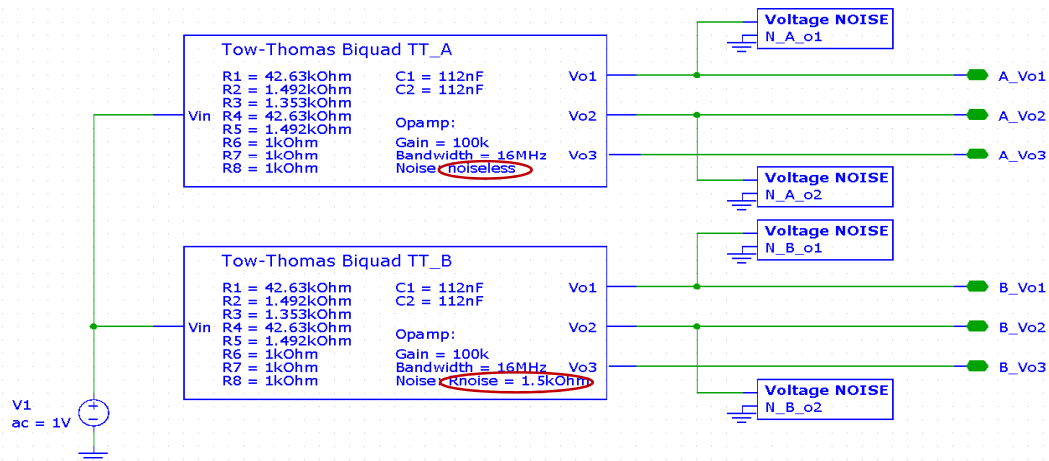 Voltage NOISE
N_A_o1
Tow-Thomas Biquad TT_A
R1 = 42.63kOhm
R2 = 1.492kOhm
R3 = 1.353kOhm
R4 = 42.63kOhm
R5 = 1.492kOhm
R6 = 1kOhm
R7 = 1kOhm
R8 = 1kOhm
C1 = 112nF
C2 = 112nF
Opamp:
Gain = 100k
Bandwidth = 16MHz
Noise: noiseless
Vin
Vo1
Vo2
Vo3
A_Vo1
A_Vo2
A_Vo3
Voltage NOISE
N_A_o2
Voltage NOISE
N_B_o1
Tow-Thomas Biquad TT_B
R1 = 42.63kOhm
R2 = 1.492kOhm
R3 = 1.353kOhm
R4 = 42.63kOhm
R5 = 1.492kOhm
R6 = 1kOhm
R7 = 1kOhm
R8 = 1kOhm
C1 = 112nF
C2 = 112nF
Opamp:
Gain = 100k
Bandwidth = 16MHz
Noise: Rnoise = 1.5kOhm
Vin
Vo1
Vo2
Vo3
B_Vo1
B_Vo2
B_Vo3
Voltage NOISE
N_B_o2
V1
ac = 1V